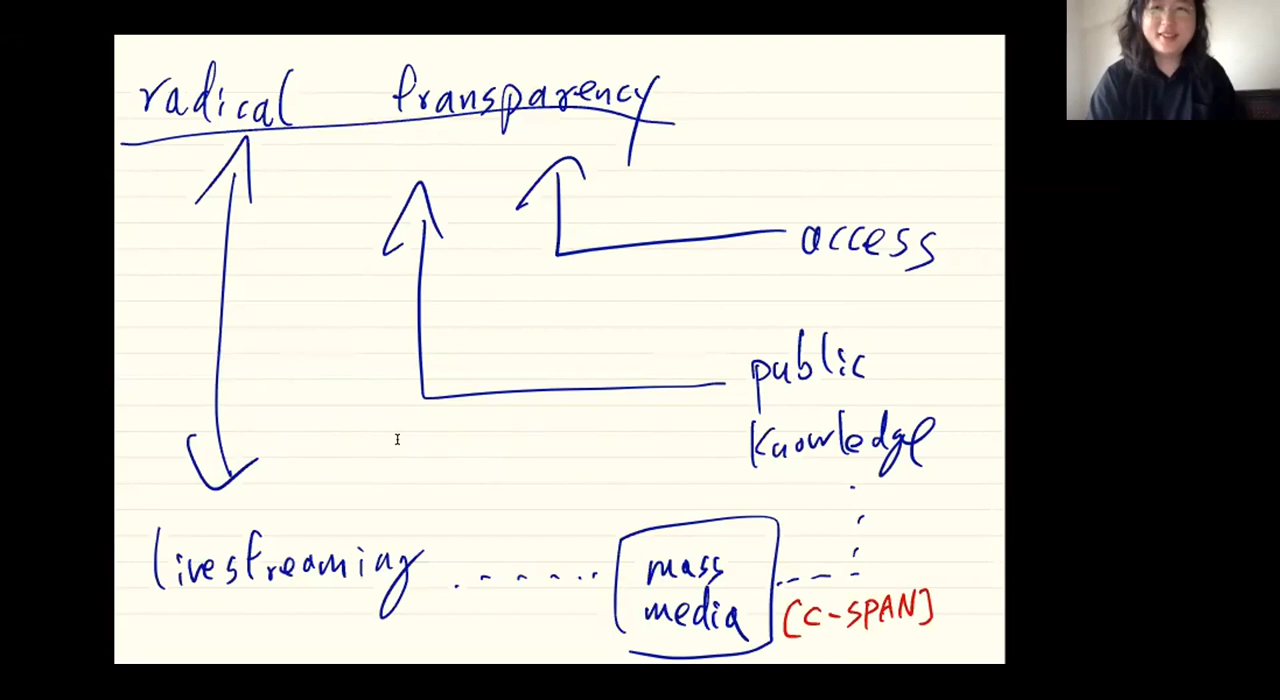 radical transparency
access
public
knowledge
livestreaming
mass
media
[C-SPAN]